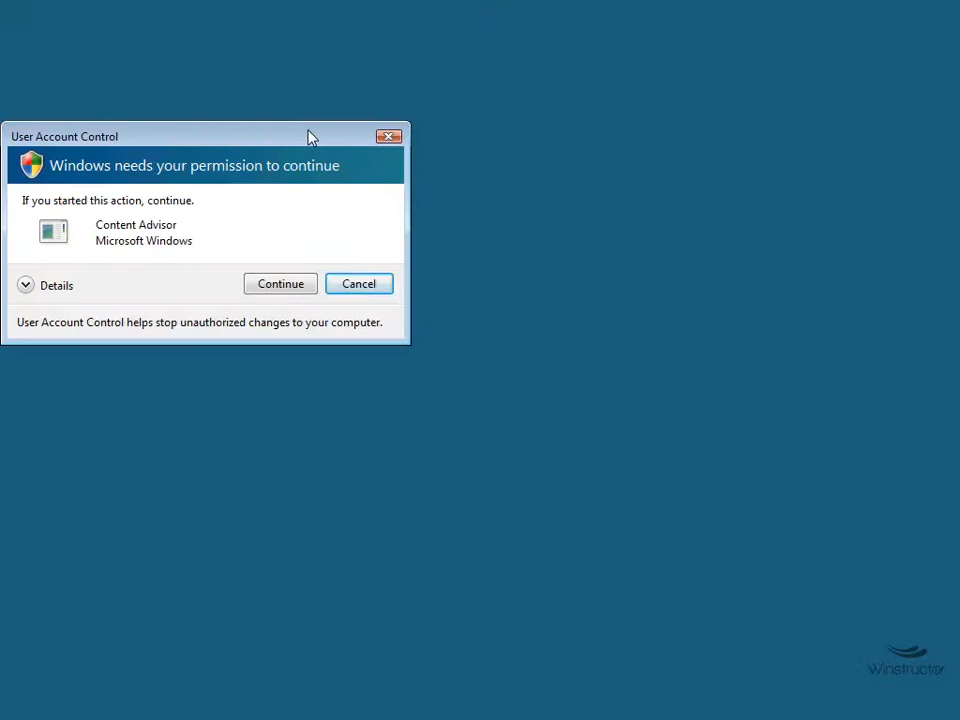 User Account Control
Windows needs your permission to continue
If you started this action, continue.
Content Advisor
Microsoft Windows
Details
Continue
Cancel
User Account Control helps stop unauthorized changes to your computer.
Winstructor